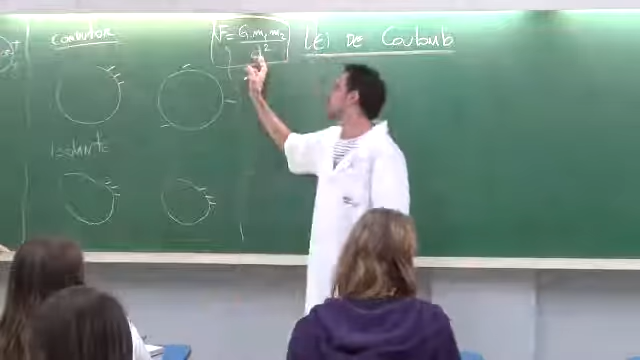 Condutor
F = G.m₁.m₂
d²
Lei de Coulomb
Isolante